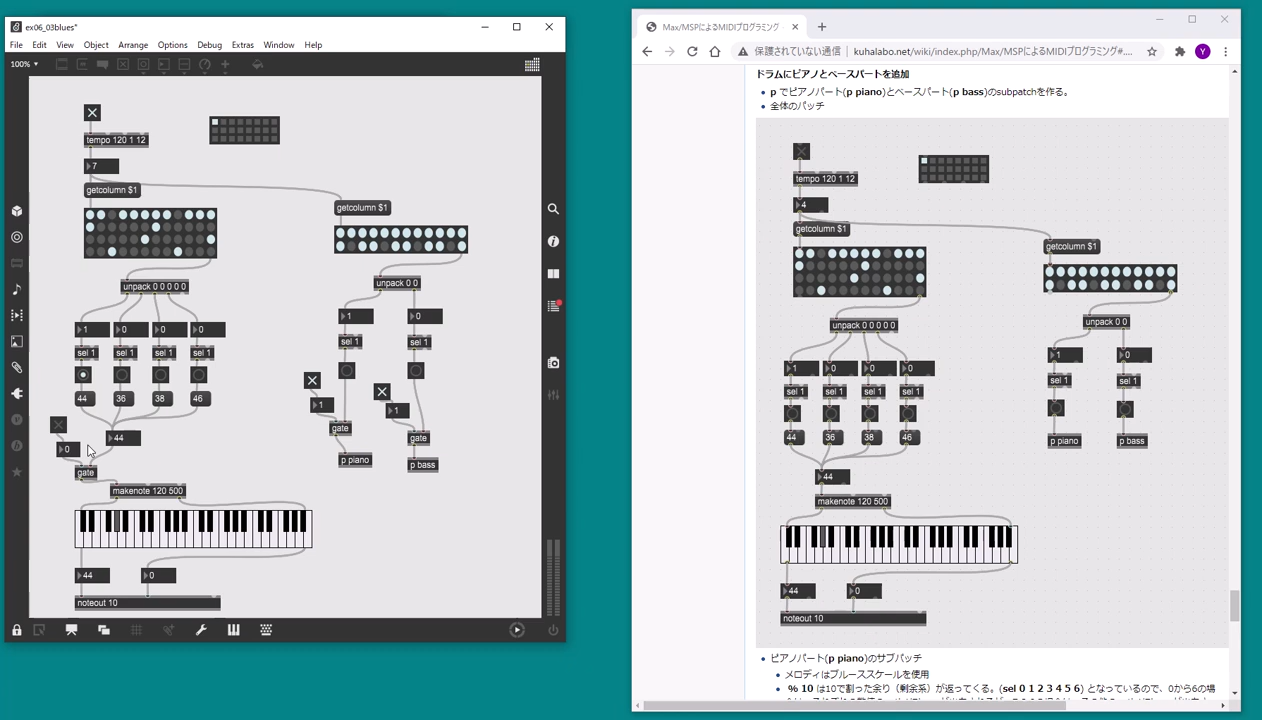 ex06_03blues*
File Edit View Object Arrange Options Debug Extras Window Help
100%
tempo 120 1 12
7
getcolumn $1
getcolumn $1
unpack 0 0 0 0 0
unpack 0 0
1 0 0 0
1 0
sel 1 sel 1 sel 1 sel 1
sel 1 sel 1
44 36 38 46
1
1
44
0
gate
gate
gate
p piano
p bass
makenote 120 500
44 0
noteout 10
Max/MSPによるMIDIプログラミング
Y
保護されていない通信 | kuhalabo.net/wiki/index.php/Max/MSPによるMIDIプログラミング#....
ドラムにピアノとベースパートを追加
p でピアノパート(p piano)とベースパート(p bass)のsubpatchを作る。
全体のパッチ
tempo 120 1 12
4
getcolumn $1
getcolumn $1
unpack 0 0 0 0 0
unpack 0 0
1 0 0 0
1 0
sel 1 sel 1 sel 1 sel 1
sel 1 sel 1
44 36 38 46
p piano p bass
44
makenote 120 500
44 0
noteout 10
ピアノパート(p piano)のサブパッチ
メロディはブルーススケールを使用
% 10 は10で割った余り（剰余系）が返ってくる。(sel 0 1 2 3 4 5 6) となっているので、0から6の場